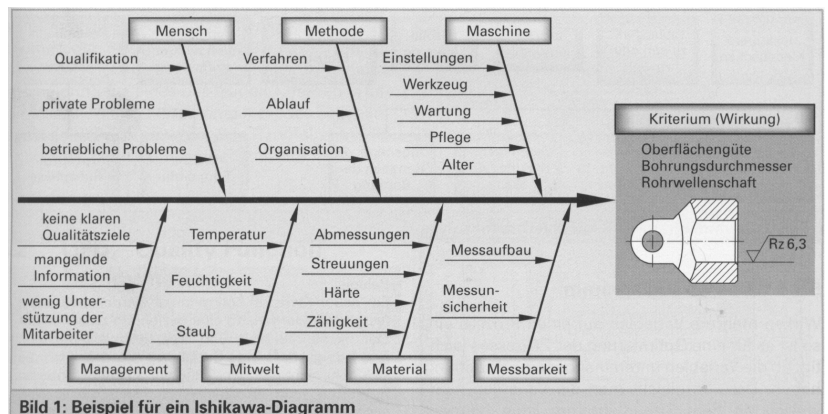 Mensch
Methode
Maschine
Qualifikation
private Probleme
betriebliche Probleme
Verfahren
Ablauf
Organisation
Einstellungen
Werkzeug
Wartung
Pflege
Alter
Kriterium (Wirkung)
Oberflächengüte
Bohrungsdurchmesser
Rohrwellenschaft
Rz 6,3
keine klaren
Qualitätsziele
mangelnde
Information
wenig Unter-
stützung der
Mitarbeiter
Temperatur
Feuchtigkeit
Staub
Abmessungen
Streuungen
Härte
Zähigkeit
Messaufbau
Messun-
sicherheit
Management
Mitwelt
Material
Messbarkeit
Bild 1: Beispiel für ein Ishikawa-Diagramm